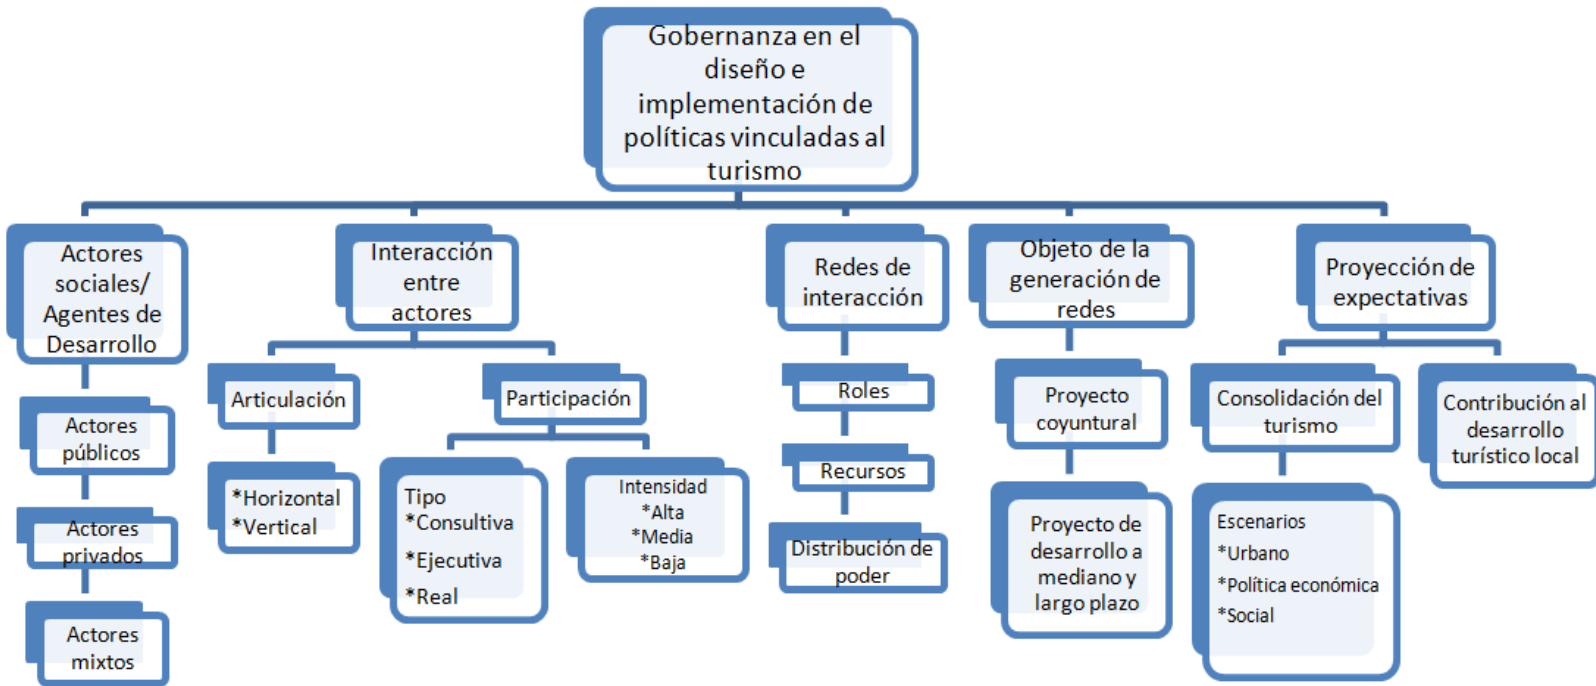 Gobernanza en el
diseño e
implementación de
políticas vinculadas al
turismo
Actores
sociales/
Agentes de
Desarrollo
Actores
públicos
Actores
privados
Actores
mixtos
Interacción
entre
actores
Articulación
*Horizontal
*Vertical
Participación
Tipo
*Consultiva
*Ejecutiva
*Real
Intensidad
*Alta
*Media
*Baja
Redes de
interacción
Roles
Recursos
Distribución de
poder
Objeto de la
generación de
redes
Proyecto
coyuntural
Proyecto de
desarrollo a
mediano y
largo plazo
Proyección de
expectativas
Consolidación del
turismo
Escenarios
*Urbano
*Política económica
*Social
Contribución al
desarrollo
turístico local